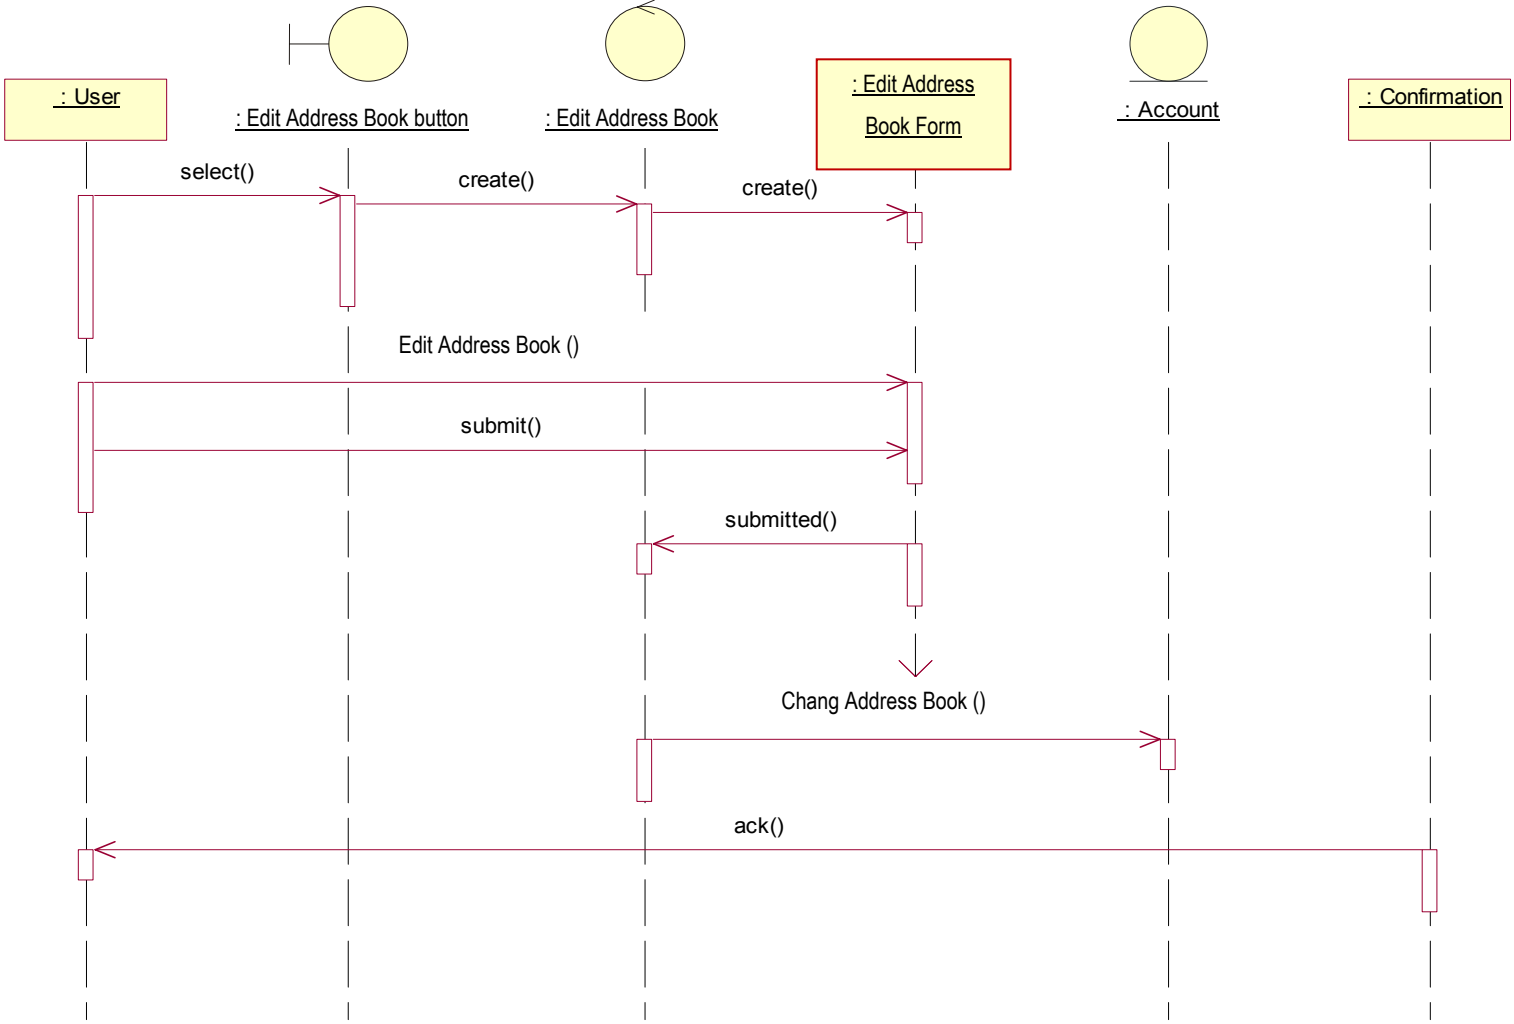 : User
: Edit Address Book button
: Edit Address Book
: Edit Address
Book Form
: Account
: Confirmation
select()
create()
create()
Edit Address Book ()
submit()
submitted()
Chang Address Book ()
ack()